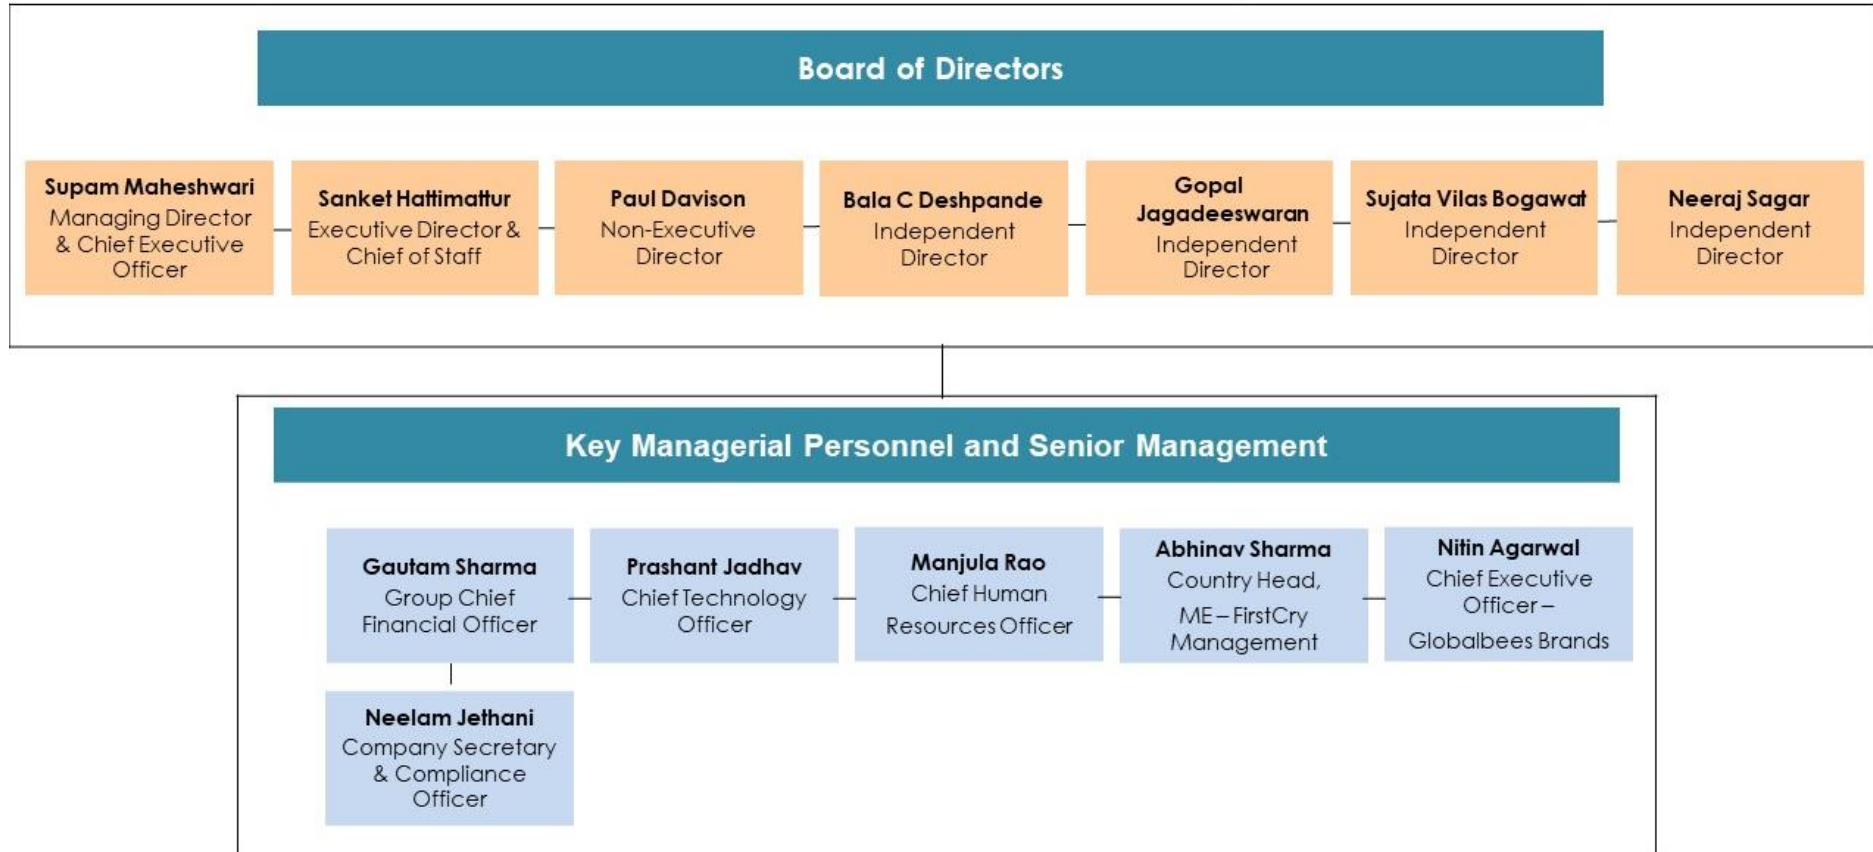 Board of Directors
Supam Maheshwari
Managing Director
& Chief Executive
Officer
Sanket Hattimattur
Executive Director &
Chief of Staff
Paul Davison
Non-Executive
Director
Bala C Deshpande
Independent
Director
Gopal
Jagadeeswaran
Independent
Director
Sujata Vilas Bogawat
Independent
Director
Neeraj Sagar
Independent
Director
Key Managerial Personnel and Senior Management
Gautam Sharma
Group Chief
Financial Officer
Prashant Jadhav
Chief Technology
Officer
Manjula Rao
Chief Human
Resources Officer
Abhinav Sharma
Country Head,
ME – FirstCry
Management
Nitin Agarwal
Chief Executive
Officer –
Globalbees Brands
Neelam Jethani
Company Secretary
& Compliance
Officer